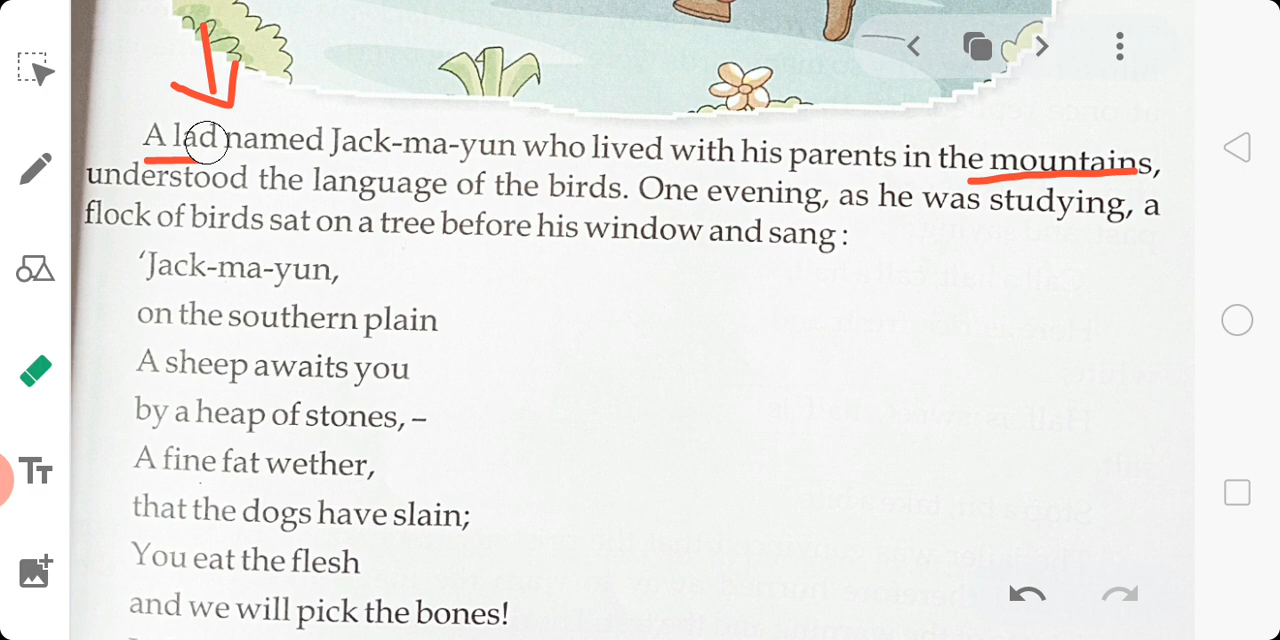 A lad named Jack-ma-yun who lived with his parents in the mountains,
understood the language of the birds. One evening, as he was studying, a
flock of birds sat on a tree before his window and sang :
'Jack-ma-yun,
on the southern plain
A sheep awaits you
by a heap of stones, –
A fine fat wether,
that the dogs have slain;
You eat the flesh
and we will pick the bones!
TT